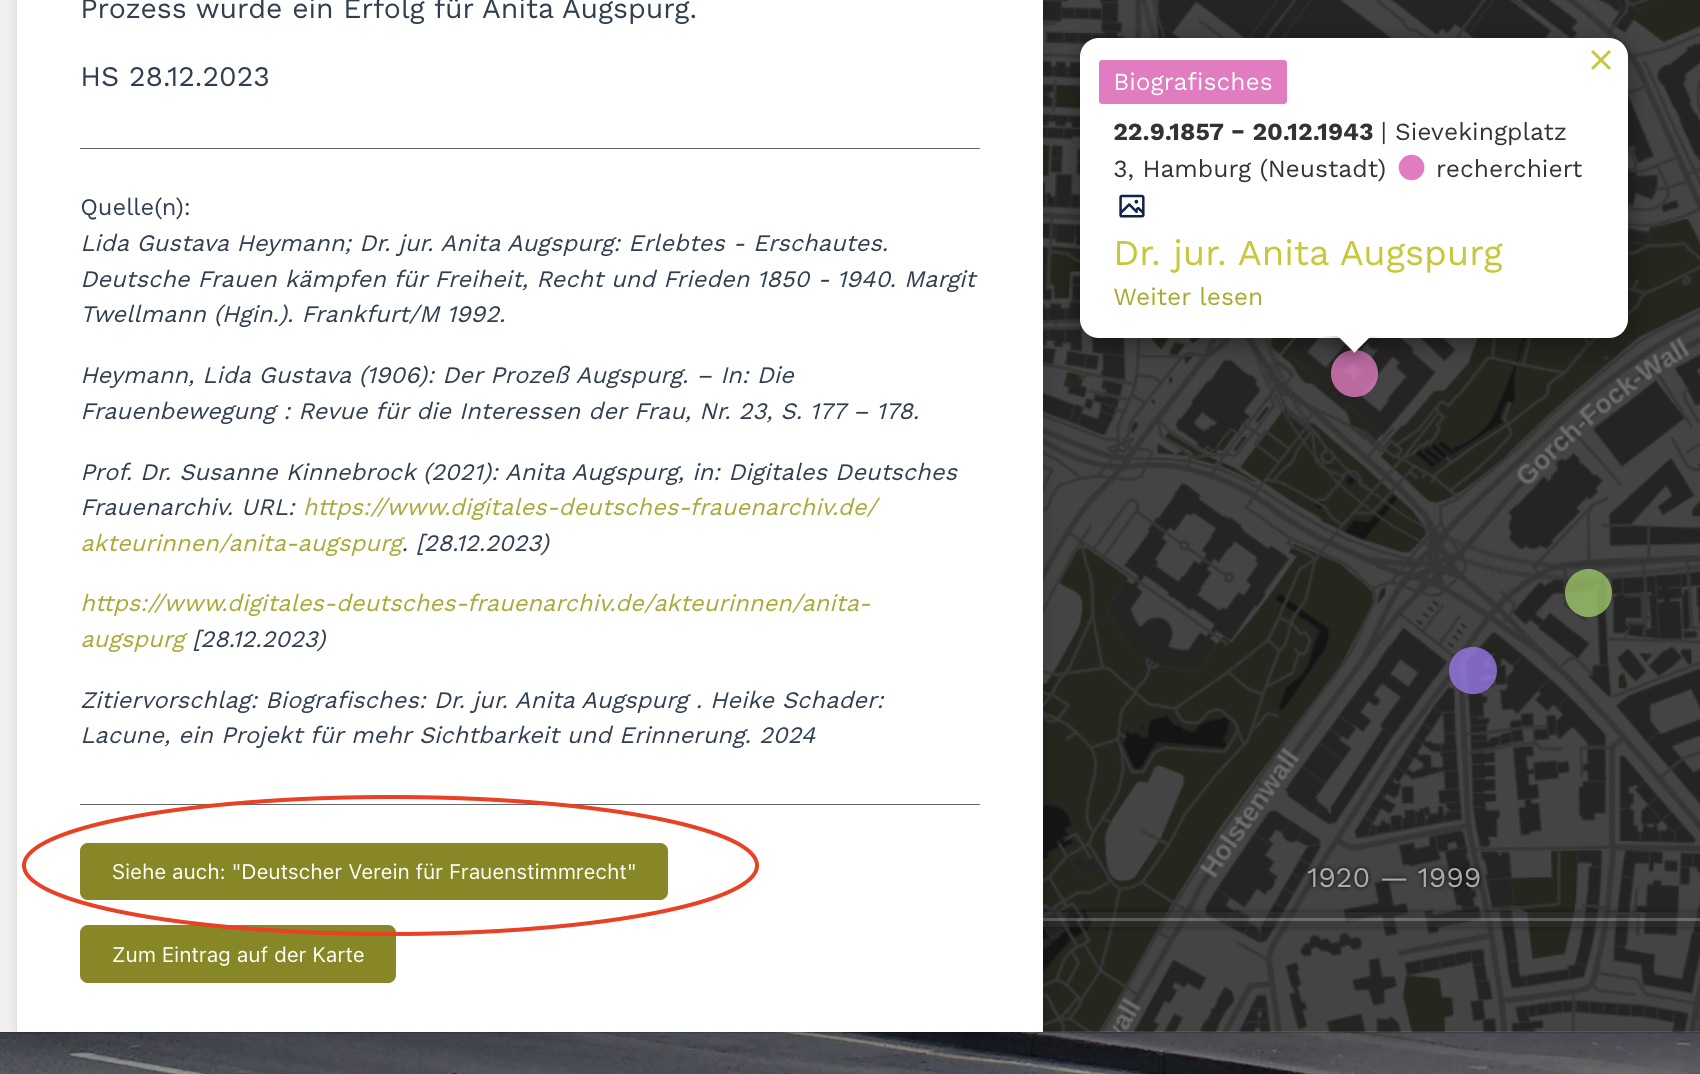 Prozess wurde ein Erfolg für Anita Augspurg.
HS 28.12.2023
Quelle(n):
Lida Gustava Heymann; Dr. jur. Anita Augspurg: Erlebtes - Erschautes.
Deutsche Frauen kämpfen für Freiheit, Recht und Frieden 1850 - 1940. Margit
Twellmann (Hgin.). Frankfurt/M 1992.
Heymann, Lida Gustava (1906): Der Prozeß Augspurg. – In: Die
Frauenbewegung : Revue für die Interessen der Frau, Nr. 23, S. 177 – 178.
Prof. Dr. Susanne Kinnebrock (2021): Anita Augspurg, in: Digitales Deutsches
Frauenarchiv. URL: https://www.digitales-deutsches-frauenarchiv.de/
akteurinnen/anita-augspurg. [28.12.2023)
https://www.digitales-deutsches-frauenarchiv.de/akteurinnen/anita-
augspurg [28.12.2023)
Zitiervorschlag: Biografisches: Dr. jur. Anita Augspurg . Heike Schader:
Lacune, ein Projekt für mehr Sichtbarkeit und Erinnerung. 2024
Siehe auch: "Deutscher Verein für Frauenstimmrecht"
Zum Eintrag auf der Karte
Biografisches
22.9.1857 – 20.12.1943 | Sievekingplatz
3, Hamburg (Neustadt) recherchiert
Dr. jur. Anita Augspurg
Weiter lesen
Gorch-Fock-Wall
Holstenwall
1920 — 1999
wall